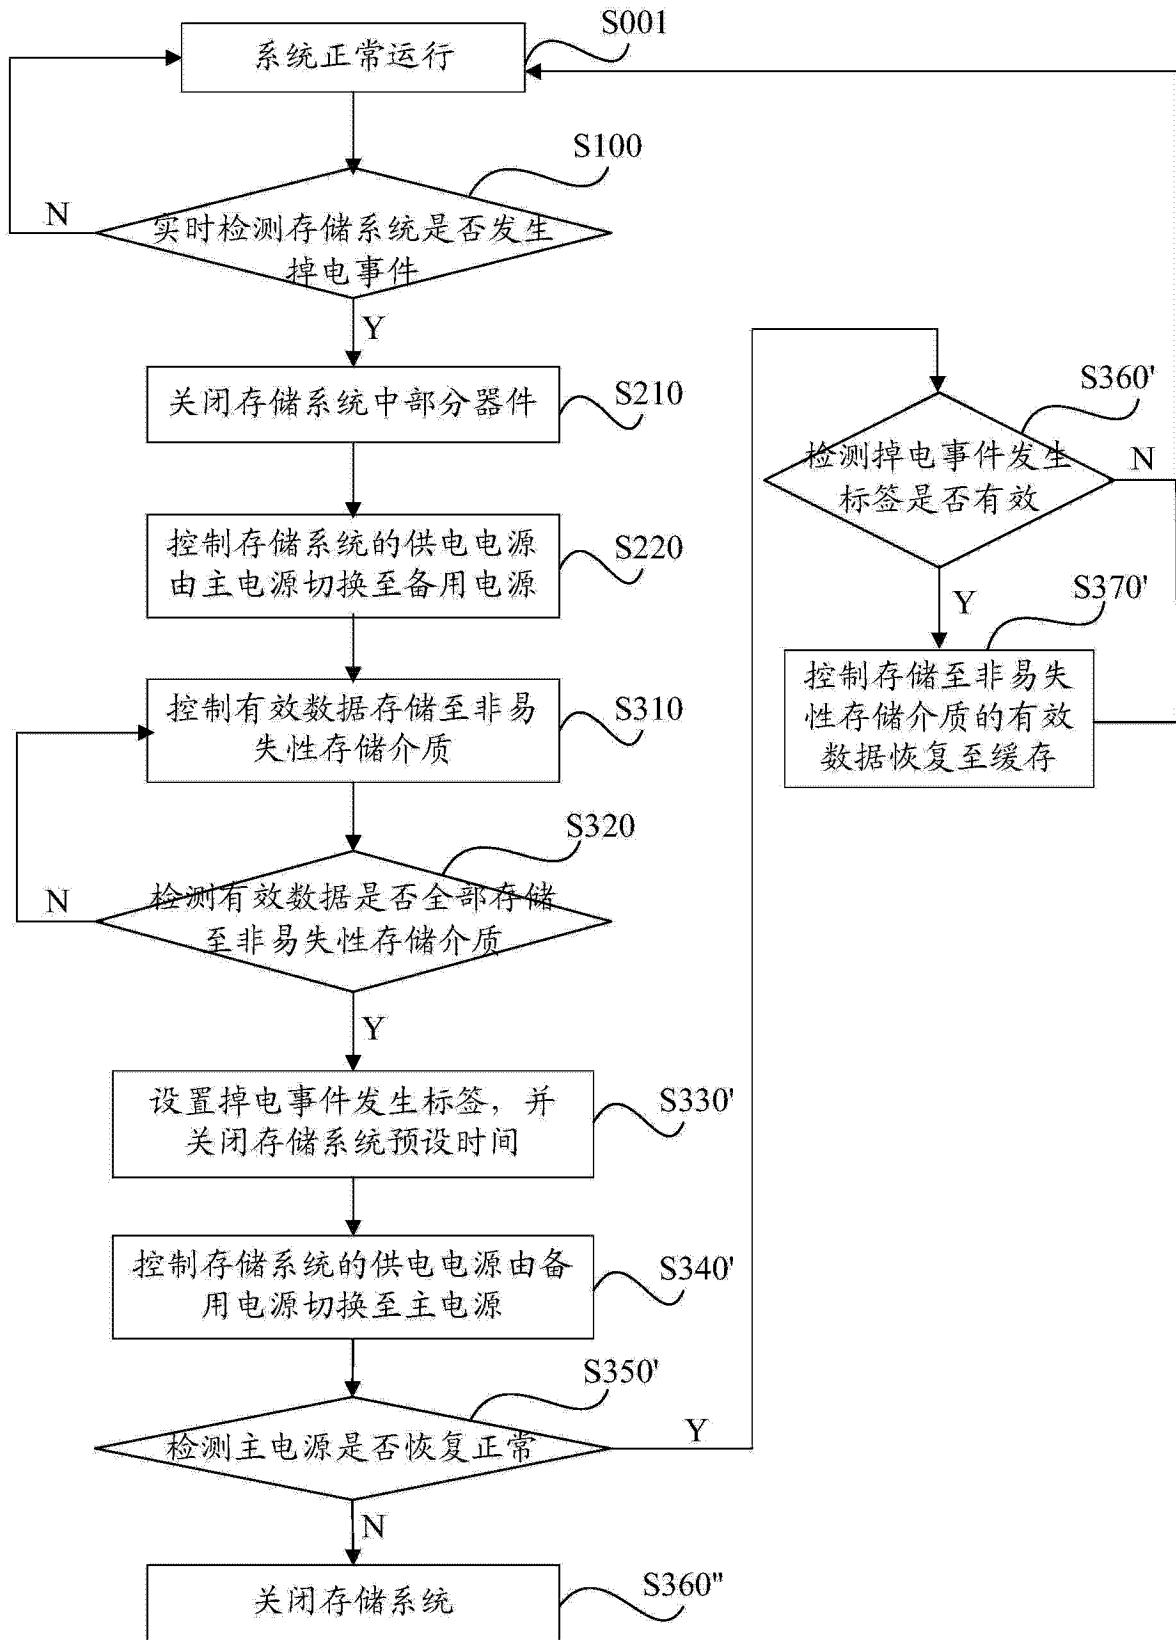 系统正常运行
S001
S100
N
实时检测存储系统是否发生
掉电事件
Y
关闭存储系统中部分器件
S210
控制存储系统的供电电源
由主电源切换至备用电源
S220
控制有效数据存储至非易
失性存储介质
S310
S320
N
检测有效数据是否全部存储
至非易失性存储介质
Y
设置掉电事件发生标签，并
关闭存储系统预设时间
S330'
控制存储系统的供电电源由备
用电源切换至主电源
S340'
S350'
检测主电源是否恢复正常
Y
N
关闭存储系统
S360"
S360'
检测掉电事件发生
标签是否有效
N
Y
S370'
控制存储至非易失
性存储介质的有效
数据恢复至缓存